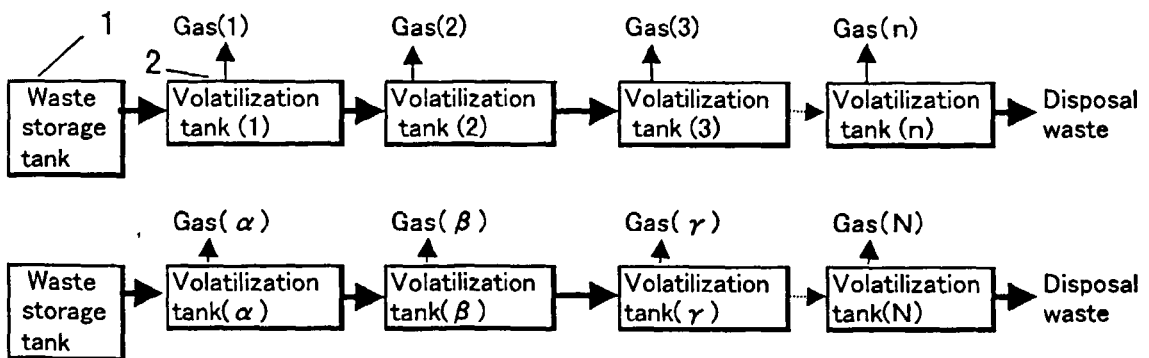 1
Gas(1)
Gas(2)
Gas(3)
Gas(n)
2
Waste
storage
tank
Volatilization
tank(1)
Volatilization
tank(2)
Volatilization
tank(3)
Volatilization
tank(n)
Disposal
waste
Gas(α)
Gas(β)
Gas(γ)
Gas(N)
Waste
storage
tank
Volatilization
tank(α)
Volatilization
tank(β)
Volatilization
tank(γ)
Volatilization
tank(N)
Disposal
waste